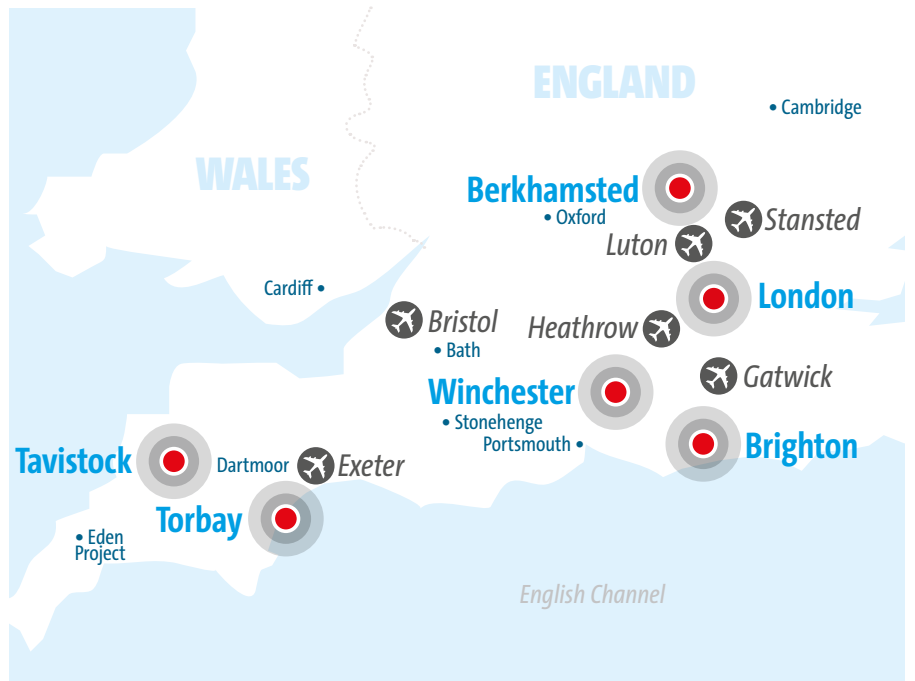 ENGLAND
• Cambridge
WALES
Berkhamsted
• Oxford
Stansted
Luton
Cardiff •
London
Bristol
Heathrow
• Bath
Gatwick
Winchester
• Stonehenge
Portsmouth •
Brighton
Tavistock
Dartmoor
Exeter
Torbay
• Eden
Project
English Channel